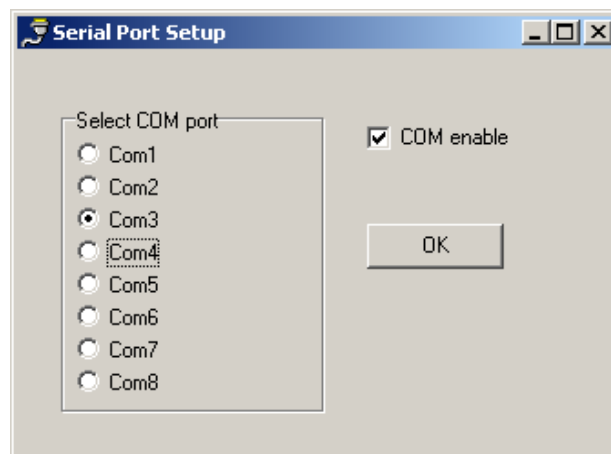 Serial Port Setup
Select COM port
Com1
Com2
Com3
Com4
Com5
Com6
Com7
Com8
COM enable
OK